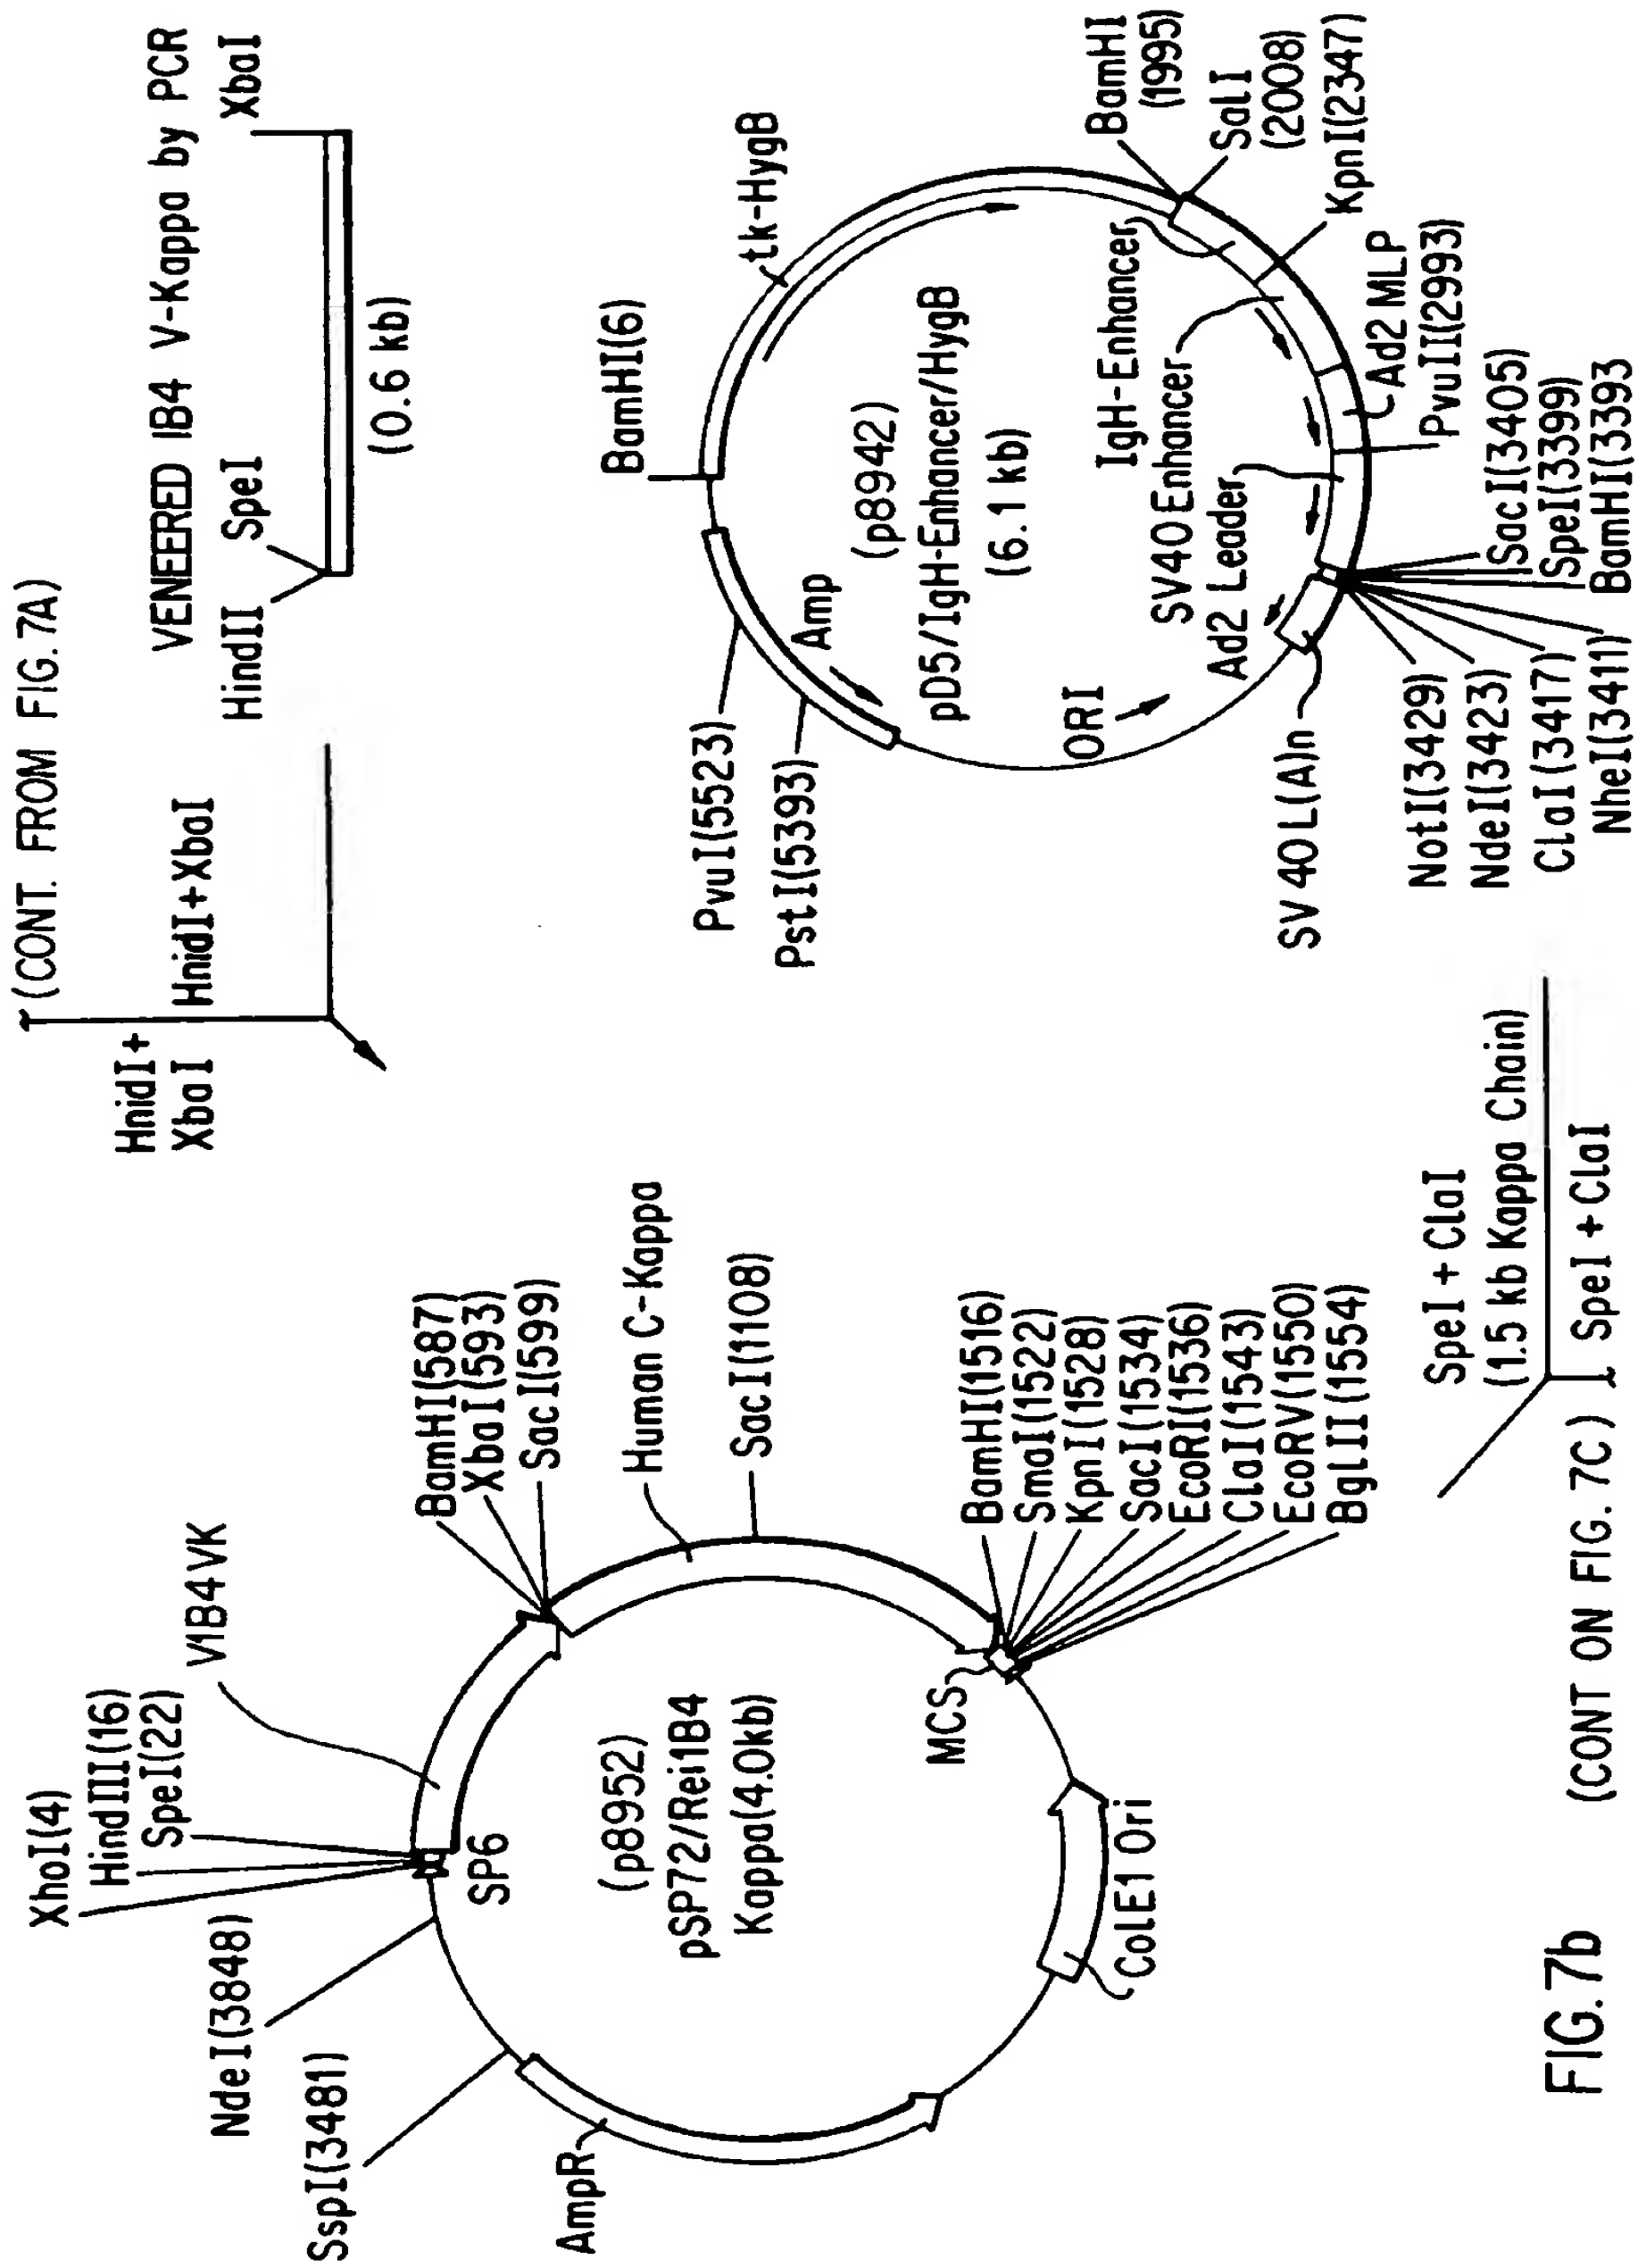 (CONT. FROM FIG. 7A)
HnidI+
XbaI
HnidI+XbaI
VENEERED IB4 V-Kappa by PCR
HindII
SpeI
XbaI
(0.6 kb)
XhoI(4)
HindIII(16)
SpeI(22)
NdeI(3848)
SspI(3481)
V1B4VK
SP6
BamHI(587)
XbaI(593)
SacI(599)
Human C-Kappa
SacI(1108)
(p8952)
pSP72/Rei1B4
Kappa(4.0kb)
AmpR
MCS
ColE1 Ori
BamHI(1516)
SmaI(1522)
KpnI(1528)
SacI(1534)
EcoRI(1536)
ClaI(1543)
EcoRV(1550)
BglII(1554)
BamHI(6)
tk-HygB
PvuI(5523)
PstI(5393)
Amp
(p8942)
pD5/IgH-Enhancer/HygB
(6.1 kb)
BamHI
(1995)
SalI
(2008)
KpnI(2347)
IgH-Enhancer
SV40 Enhancer
Ad2 Leader
ORI
Ad2 MLP
PvuII(2993)
SV 40L(A)n
SacI(3405)
SpeI(3399)
BamHI(3393
NotI(3429)
NdeI(3423)
ClaI(3417)
NheI(3411)
SpeI + ClaI
(1.5 kb Kappa Chain)
SpeI + ClaI
(CONT ON FIG. 7C)
FIG. 7b